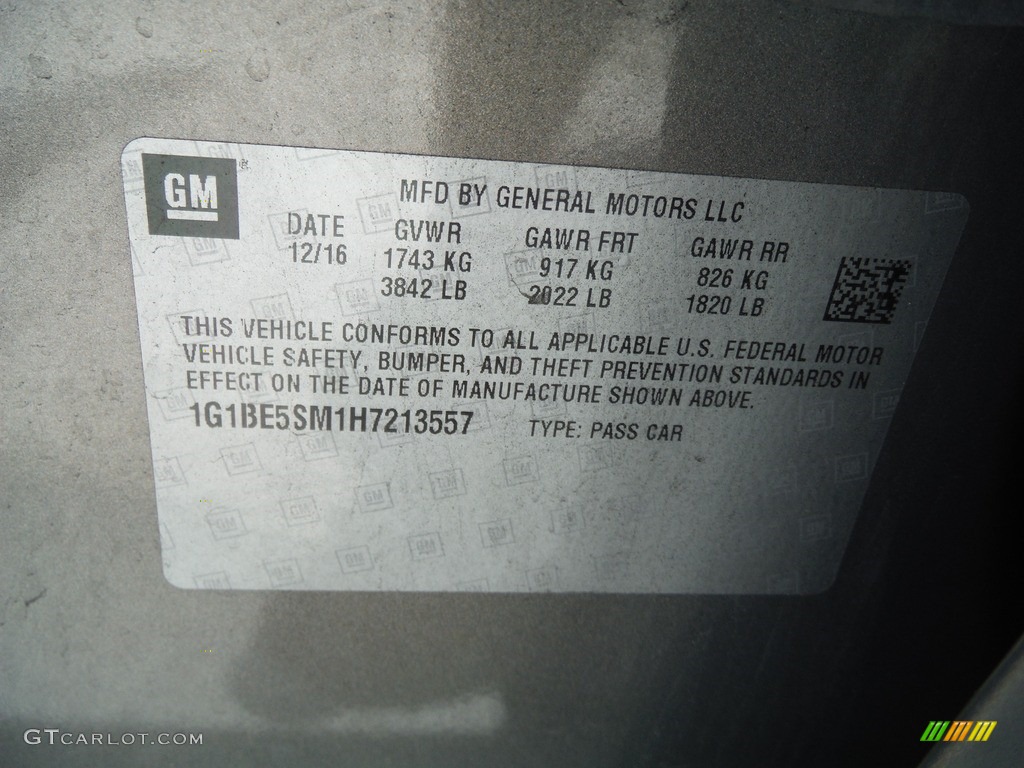 GM
MFD BY GENERAL MOTORS LLC
DATE GVWR GAWR FRT GAWR RR
12/16 1743 KG 917 KG 826 KG
3842 LB 2022 LB 1820 LB
THIS VEHICLE CONFORMS TO ALL APPLICABLE U.S. FEDERAL MOTOR
VEHICLE SAFETY, BUMPER, AND THEFT PREVENTION STANDARDS IN
EFFECT ON THE DATE OF MANUFACTURE SHOWN ABOVE.
1G1BE5SM1H7213557 TYPE: PASS CAR
GTCARLOT.COM